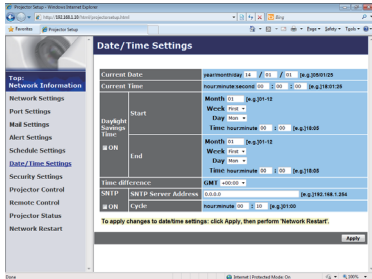 Projector Setup - Windows Internet Explorer
http://192.168.1.10/html/projectorsetup.html
Bing
Favorites
Projector Setup
Page
Safety
Tools
Date/Time Settings
Top:
Network Information
Network Settings
Port Settings
Mail Settings
Alert Settings
Schedule Settings
Date/Time Settings
Security Settings
Projector Control
Remote Control
Projector Status
Network Restart
Current Date year/month/day 14 / 01 / 01 [e.g.]05/01/25
Current Time hour:minute:second 00 : 00 : 00 [e.g.]18:01:25
Daylight Savings Time
ON
Start
Month 01 [e.g.]01-12
Week First
Day Mon
Time hour:minute 00 : 00 [e.g.]18:05
End
Month 01 [e.g.]01-12
Week First
Day Mon
Time hour:minute 00 : 00 [e.g.]18:05
Time difference GMT +00:00
SNTP
ON
SNTP Server Address 0.0.0.0 [e.g.]192.168.1.254
Cycle hour:minute 00 : 10 [e.g.]01:00
To apply changes to date/time settings: click Apply, then perform 'Network Restart'.
Apply
Done
Internet | Protected Mode: On
100%